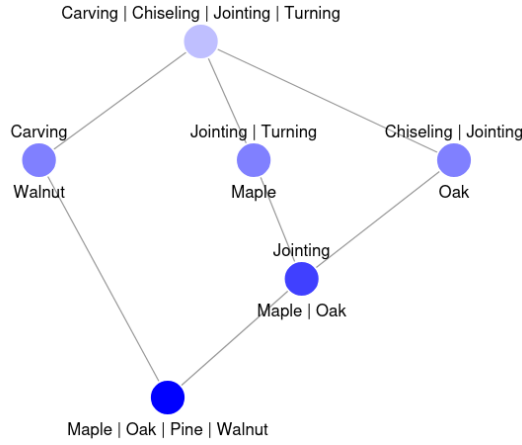 Carving | Chiseling | Jointing | Turning
Carving
Jointing | Turning
Chiseling | Jointing
Walnut
Maple
Oak
Jointing
Maple | Oak
Maple | Oak | Pine | Walnut